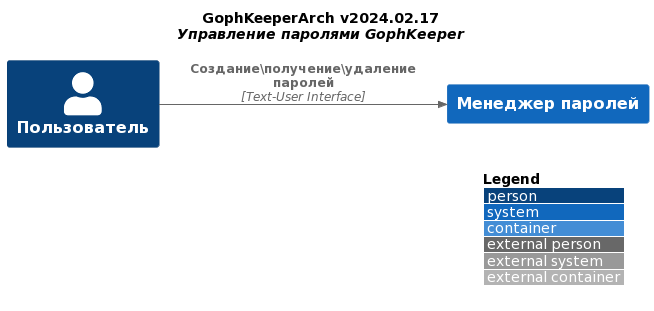 GophKeeperArch v2024.02.17
Управление паролями GophKeeper
Создание\получение\удаление
паролей
[Text-User Interface]
Пользователь
Менеджер паролей
Legend
person
system
container
external person
external system
external container